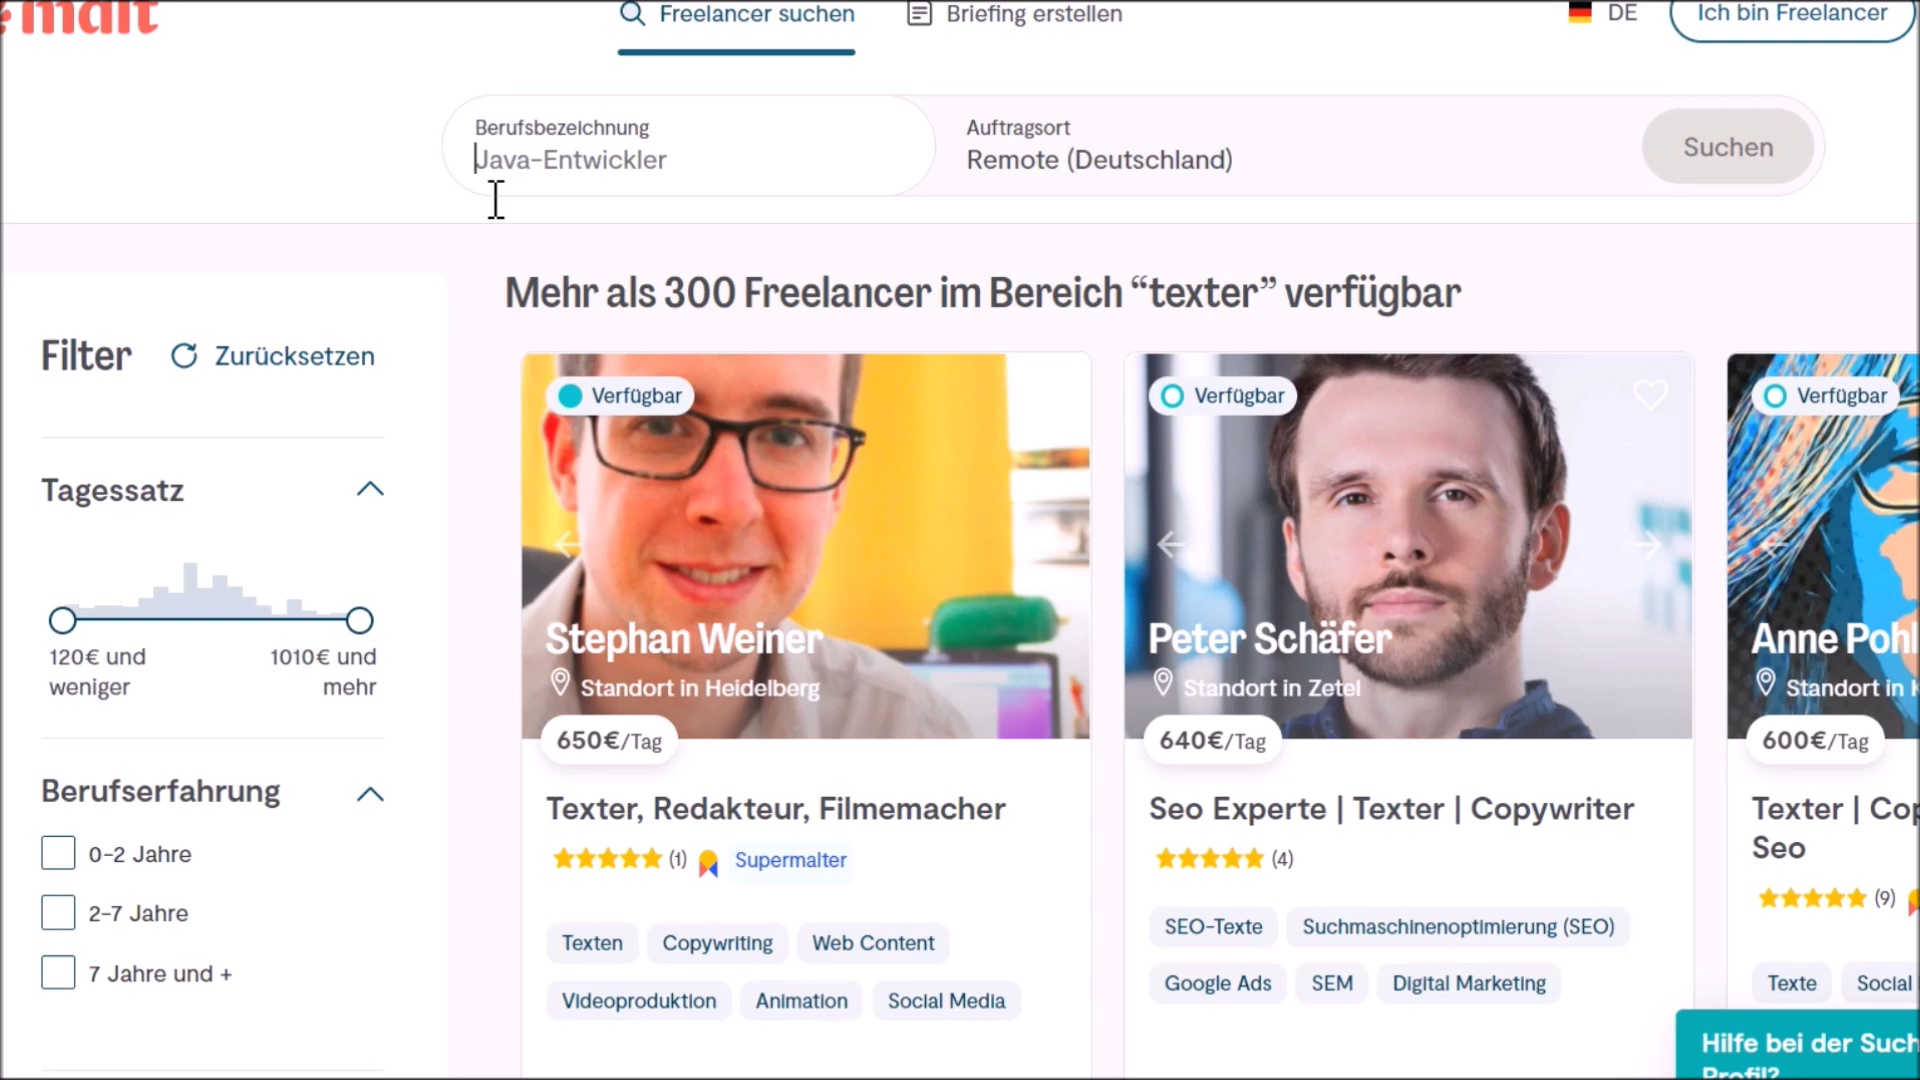 malt
Freelancer suchen
Briefing erstellen
DE
Ich bin Freelancer
Berufsbezeichnung
Java-Entwickler
Auftragsort
Remote (Deutschland)
Suchen
Mehr als 300 Freelancer im Bereich “texter” verfügbar
Filter
Zurücksetzen
Tagessatz
120€ und
weniger
1010€ und
mehr
Berufserfahrung
0-2 Jahre
2-7 Jahre
7 Jahre und +
Verfügbar
Stephan Weiner
Standort in Heidelberg
650€/Tag
Texter, Redakteur, Filmemacher
(1)
Supermalter
Texten
Copywriting
Web Content
Videoproduktion
Animation
Social Media
Verfügbar
Peter Schäfer
Standort in Zetel
640€/Tag
Seo Experte | Texter | Copywriter
(4)
SEO-Texte
Suchmaschinenoptimierung (SEO)
Google Ads
SEM
Digital Marketing
Verfügbar
Anne Pohl
Standort in
600€/Tag
Texter | Cop
Seo
(9)
Texte
Social
Hilfe bei der Such
Profil?